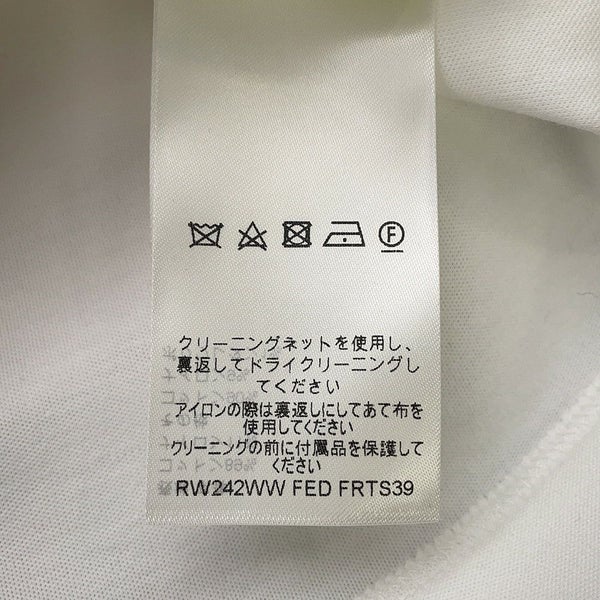 F
クリーニングネットを使用し、
裏返してドライクリーニングし
てください
アイロンの際は裏返しにしてあて布を
使用してください
クリーニングの前に付属品を保護して
ください
RW242WW FED FRTS39